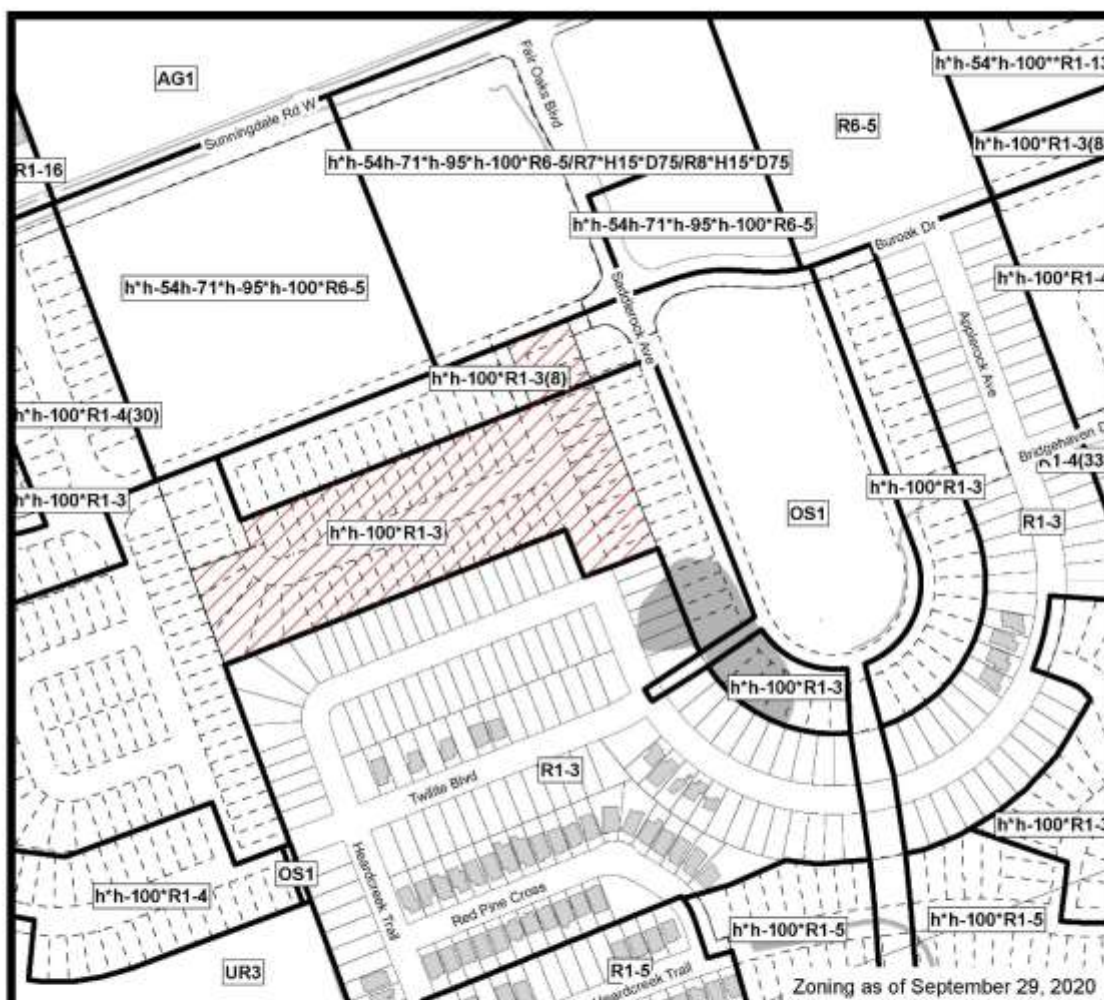 Fair Oaks Blvd
h*h-54*h-100**R1-13
AG1
Sunningdale Rd W
R6-5
h*h-100*R1-3(8
R1-16
h*h-54h-71*h-95*h-100*R6-5/R7*H15*D75/R8*H15*D75
h*h-54h-71*h-95*h-100*R6-5
Buroak Dr
h*h-54h-71*h-95*h-100*R6-5
h*h-100*R1-4
Saddlerock Ave
Applerock Ave
h*h-100*R1-3(8)
h*h-100*R1-4(30)
Bridgehaven D
R1-4(33
h*h-100*R1-3
h*h-100*R1-3
OS1
R1-3
h*h-100*R1-3
h*h-100*R1-3
R1-3
Twilite Blvd
h*h-100*R1-3
Heardcreek Trail
OS1
h*h-100*R1-4
Red Pine Cross
h*h-100*R1-5
h*h-100*R1-5
UR3
R1-5
Heardcreek Trail
Zoning as of September 29, 2020